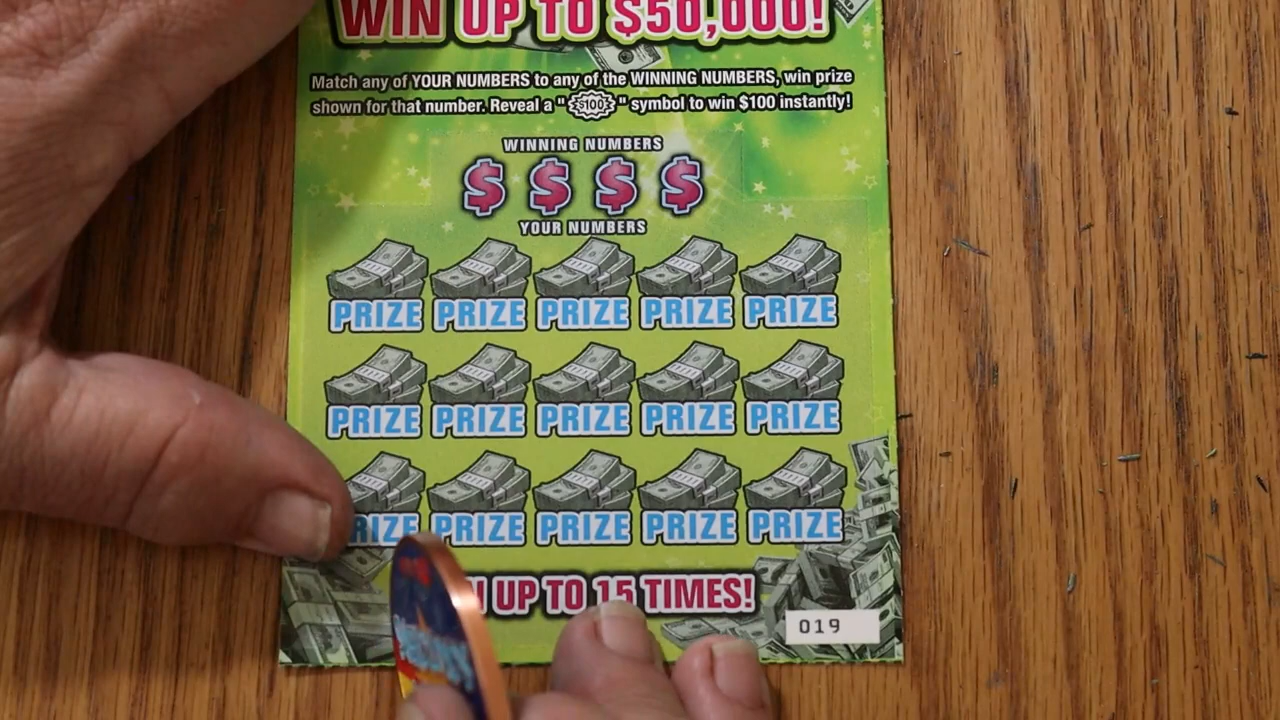 WIN UP TO $50,000!
Match any of YOUR NUMBERS to any of the WINNING NUMBERS, win prize
shown for that number. Reveal a " $100 " symbol to win $100 instantly!
WINNING NUMBERS
$ $ $ $
YOUR NUMBERS
PRIZE PRIZE PRIZE PRIZE PRIZE
PRIZE PRIZE PRIZE PRIZE PRIZE
RIZE PRIZE PRIZE PRIZE PRIZE
N UP TO 15 TIMES!
019